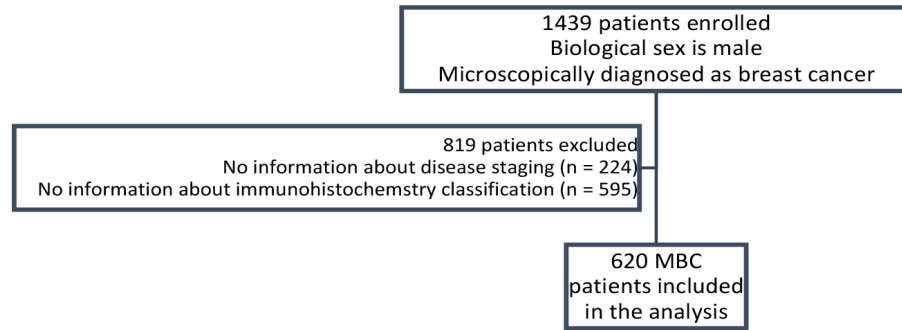 1439 patients enrolled
Biological sex is male
Microscopically diagnosed as breast cancer
819 patients excluded
No information about disease staging (n = 224)
No information about immunohistochemstry classification (n = 595)
620 MBC
patients included
in the analysis